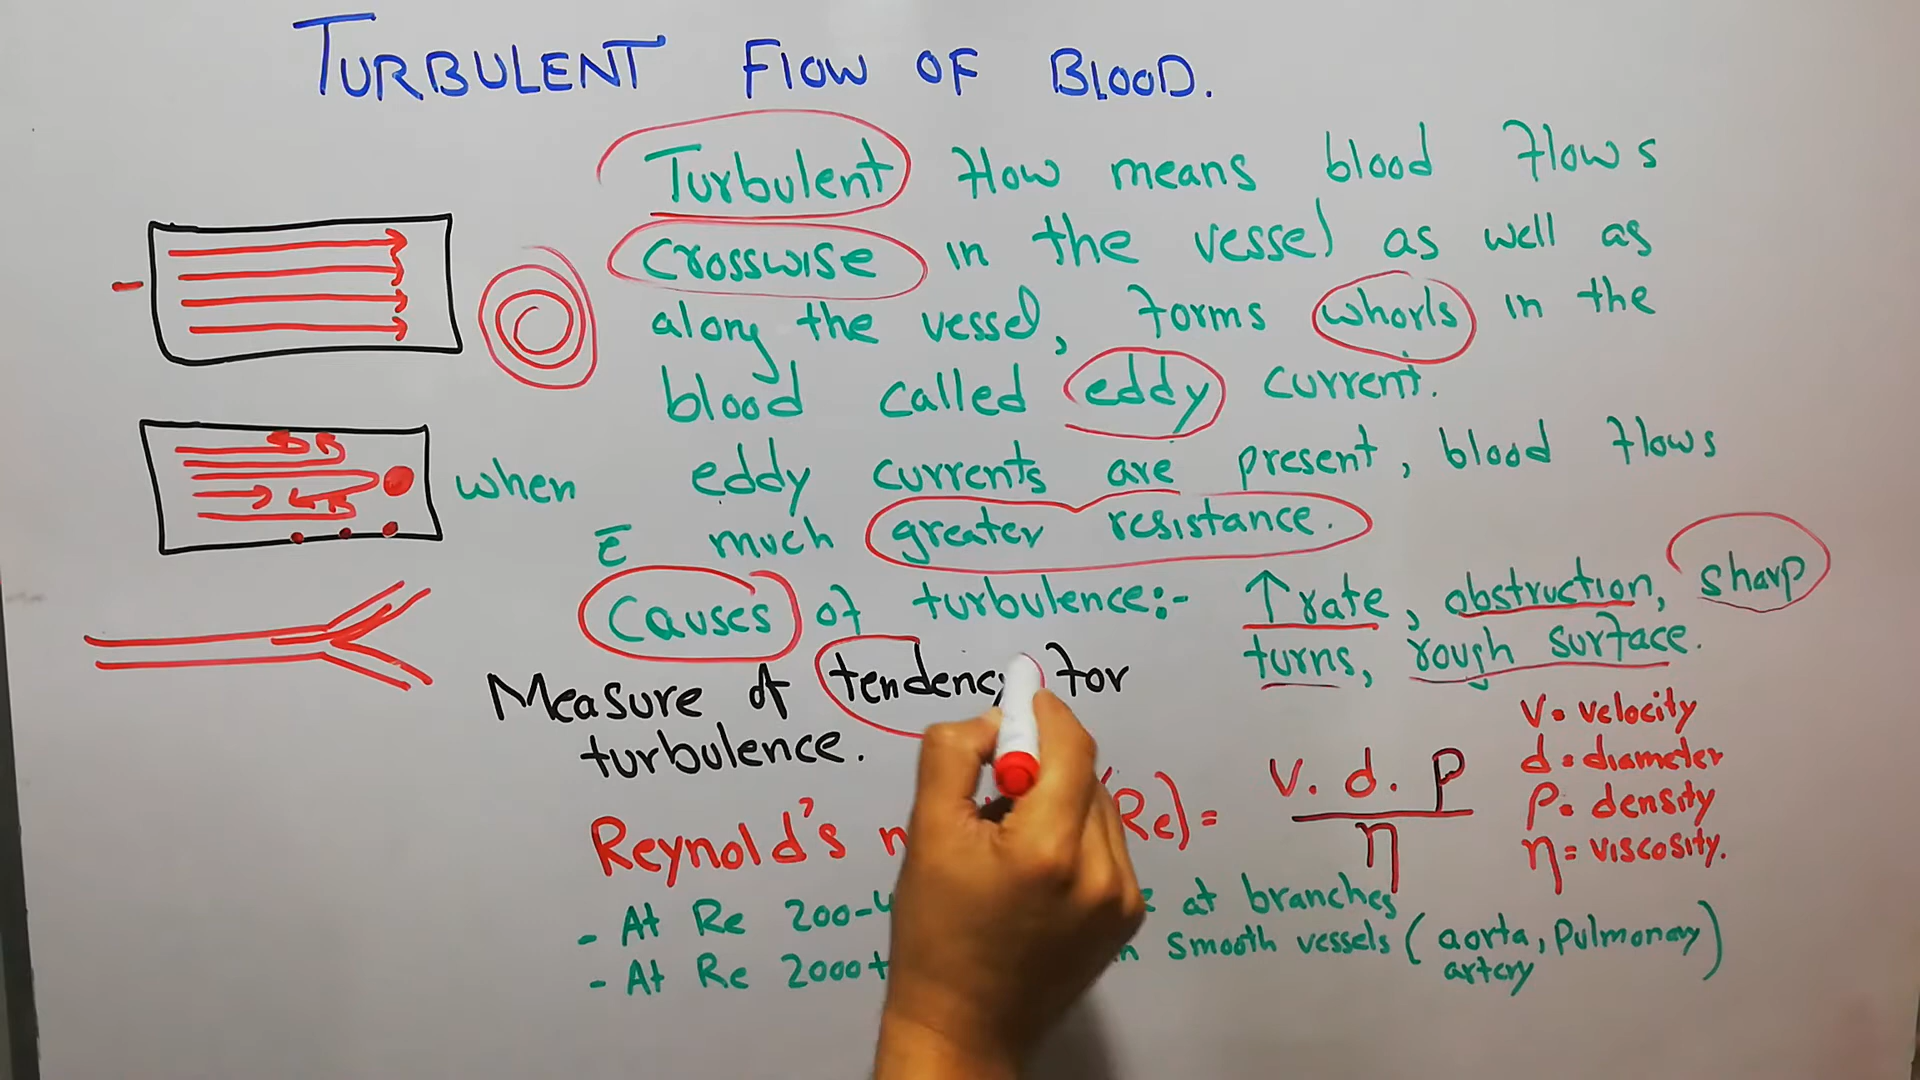 TURBULENT FLOW OF BLOOD.
Turbulent flow means blood flows
crosswise in the vessel as well as
along the vessel, forms whorls in the
blood called eddy current.
when eddy currents are present, blood flows
c̄ much greater resistance.
Causes of turbulence:- ↑ rate, obstruction, sharp
turns, rough surface.
Measure of tendency for
turbulence.
Reynold's (Re) = V. d. ρ / η
V = velocity
d = diameter
ρ = density
η = viscosity.
- At Re 200- at branches
- At Re 2000+ smooth vessels (aorta, Pulmonary
artery)